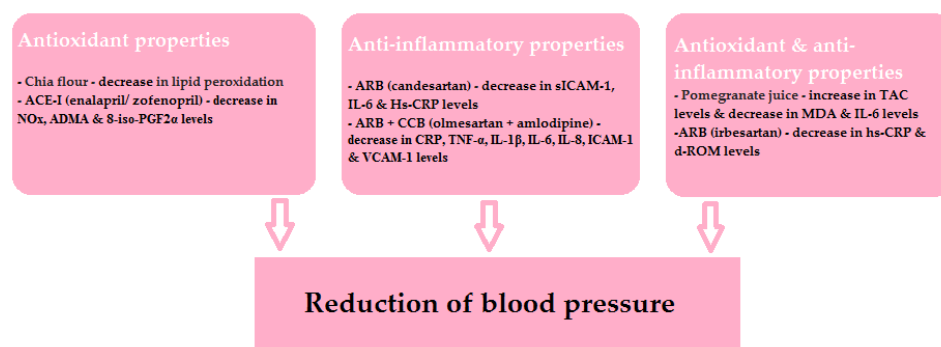 Antioxidant properties
- Chia flour - decrease in lipid peroxidation
- ACE-I (enalapril/ zofenopril) - decrease in
NOx, ADMA & 8-iso-PGF2α levels
Anti-inflammatory properties
- ARB (candesartan) - decrease in sICAM-1,
IL-6 & Hs-CRP levels
- ARB + CCB (olmesartan + amlodipine) -
decrease in CRP, TNF-α, IL-1β, IL-6, IL-8, ICAM-1
& VCAM-1 levels
Antioxidant & anti-
inflammatory properties
- Pomegranate juice - increase in TAC
levels & decrease in MDA & IL-6 levels
-ARB (irbesartan) - decrease in hs-CRP &
d-ROM levels
Reduction of blood pressure